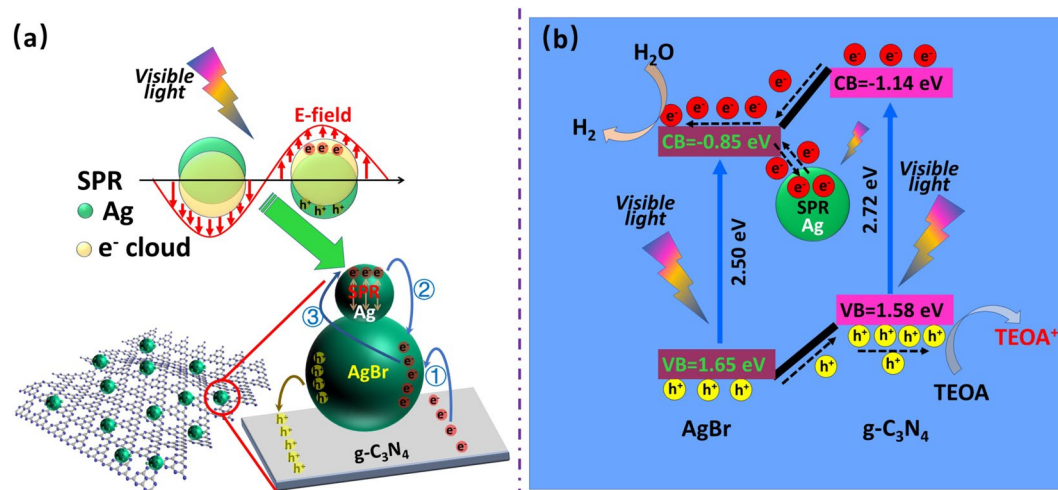 (a)
Visible
light
E-field
e⁻ e⁻ e⁻
SPR
Ag
h⁺ h⁺ h⁺
e⁻ cloud
e⁻ e⁻ e⁻
②
SPR
③
Ag
h⁺
h⁺
h⁺
h⁺
AgBr
e⁻
e⁻
e⁻
e⁻
e⁻
①
h⁺
h⁺
h⁺
h⁺
h⁺
e⁻
e⁻
e⁻
e⁻
g-C₃N₄
(b)
H₂O
e⁻ e⁻ e⁻
e⁻
CB=-1.14 eV
e⁻ e⁻ e⁻ e⁻
H₂
CB=-0.85 eV
e⁻ e⁻
e⁻ e⁻
SPR
Ag
Visible
light
2.50 eV
2.72 eV
Visible
light
VB=1.58 eV
h⁺ h⁺ h⁺ h⁺
h⁺
TEOA⁺
VB=1.65 eV
h⁺
h⁺ h⁺ h⁺
TEOA
AgBr
g-C₃N₄